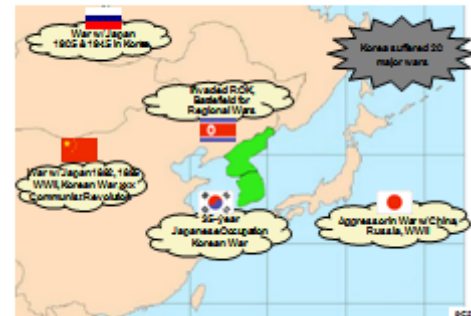 War w/ Japan
1905 & 1945 in Korea
Korea suffered 20
major wars
Invaded ROK,
Battlefield for
Regional Wars
War w/ Japan
WWII, Korean War
Communist Revolution
35-year
Japanese Occupation
Korean War
Aggressor in War w/ China,
Russia, WWII